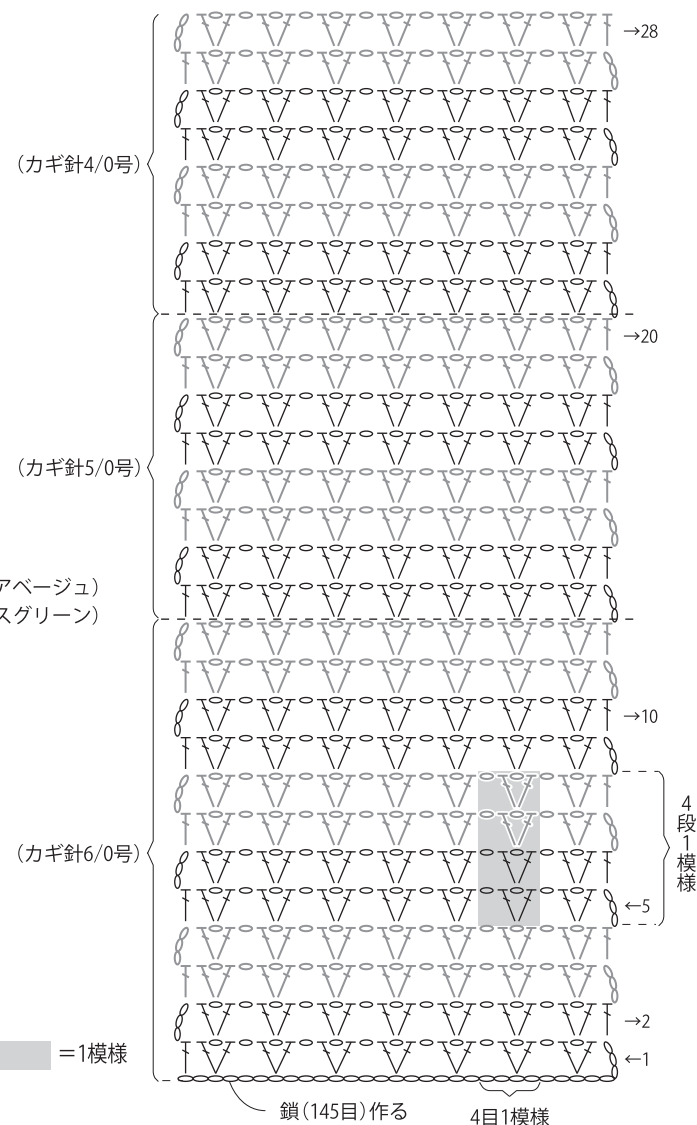 →28
(カギ針4/0号)
→20
(カギ針5/0号)
アベージュ)
スグリーン)
→10
(カギ針6/0号)
4段1模様
←5
→2
=1模様
←1
鎖(145目)作る
4目1模様